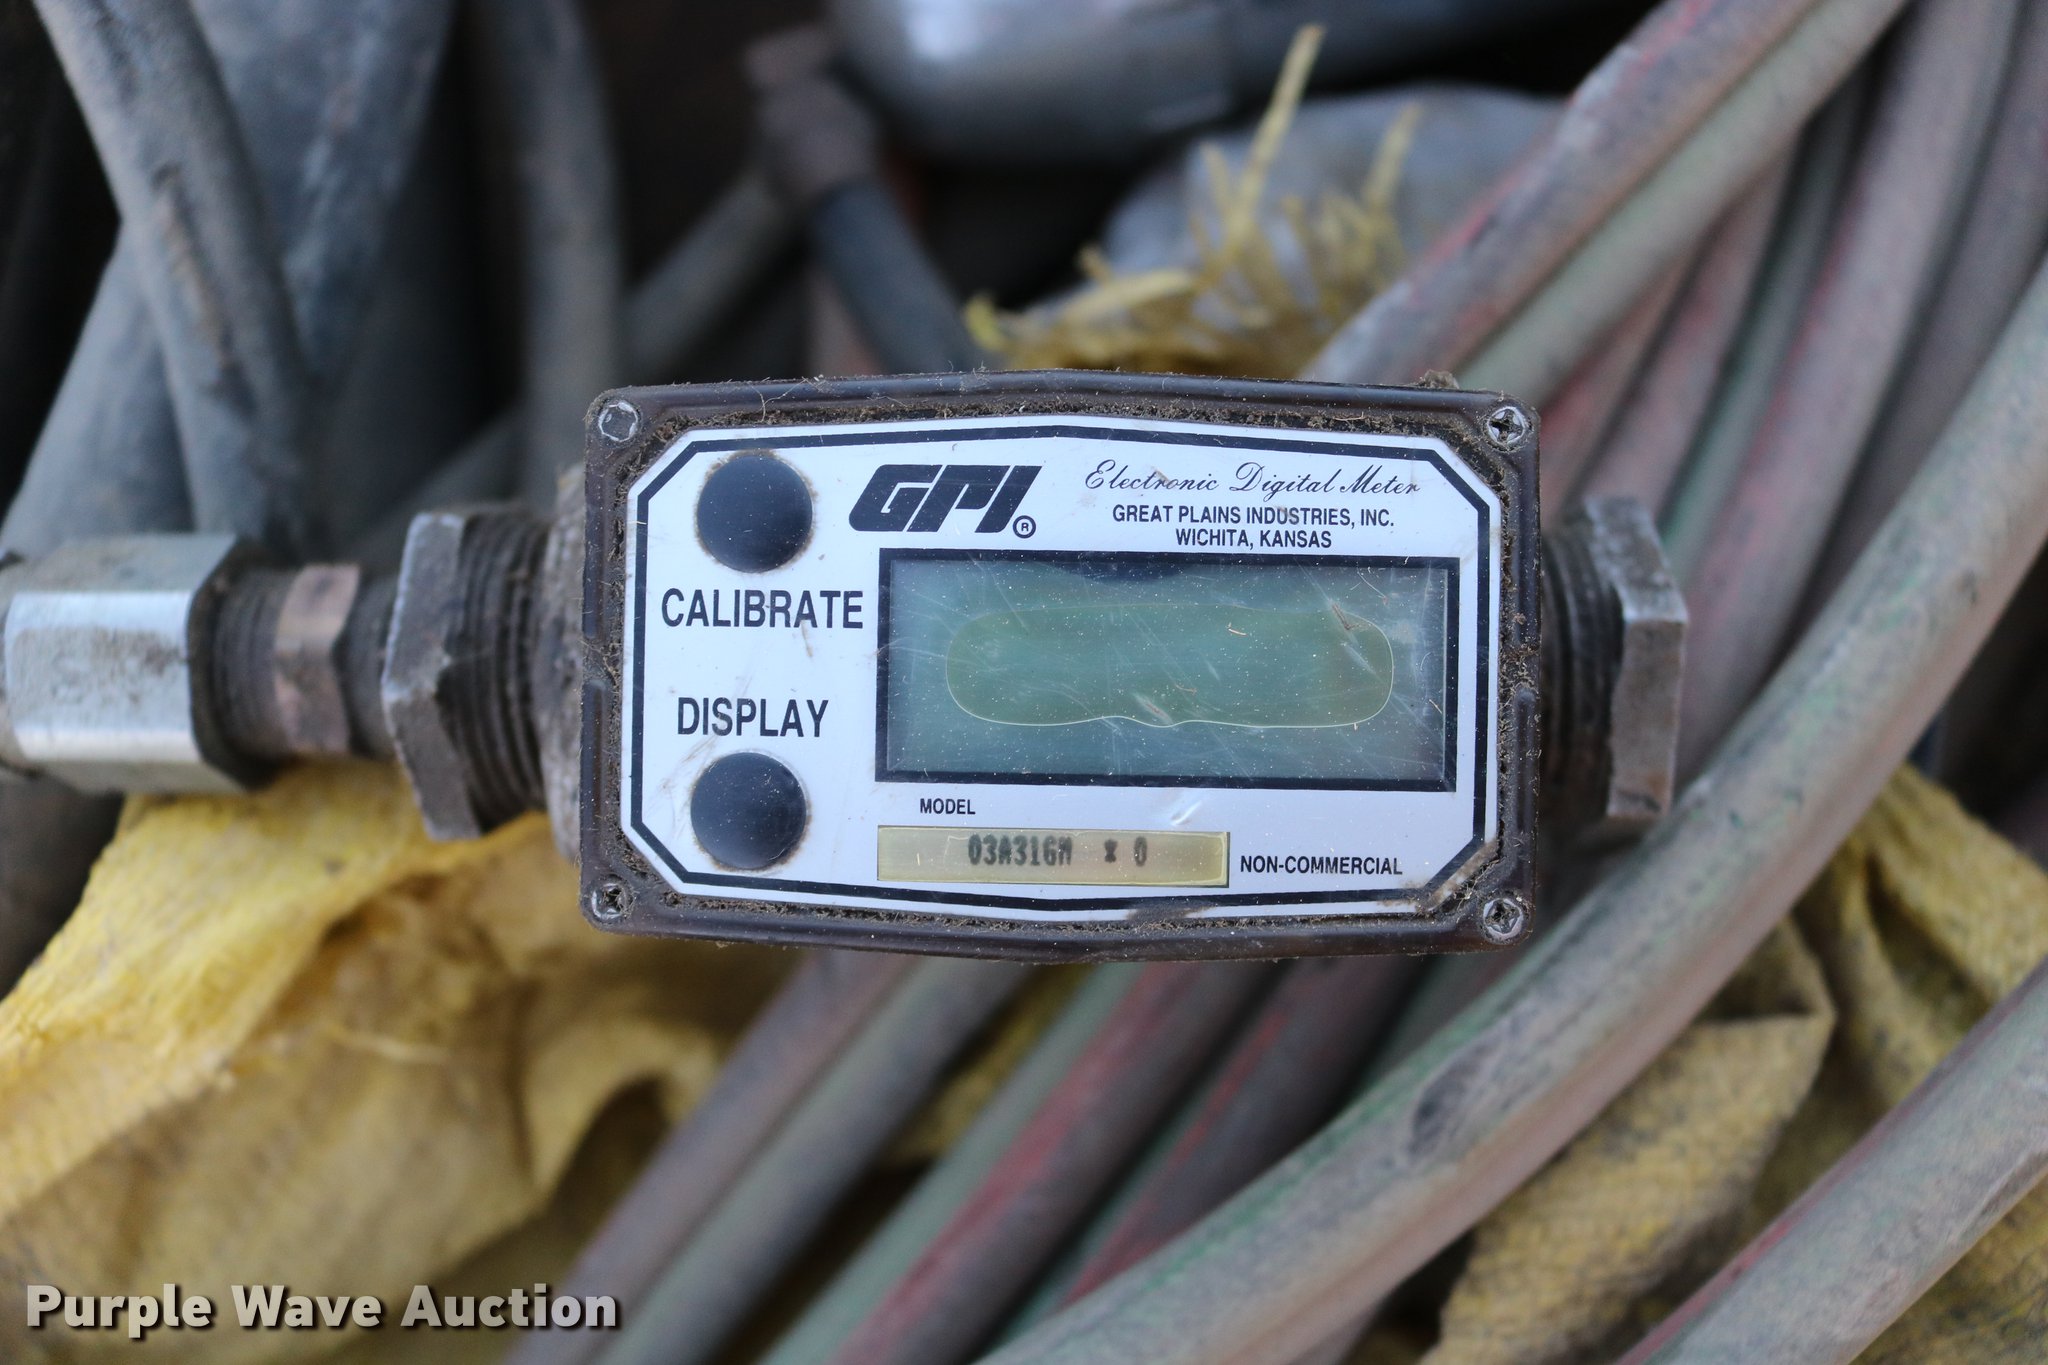 GPI®
Electronic Digital Meter
GREAT PLAINS INDUSTRIES, INC.
WICHITA, KANSAS
CALIBRATE
DISPLAY
MODEL
03A31GM * 0
NON-COMMERCIAL
Purple Wave Auction